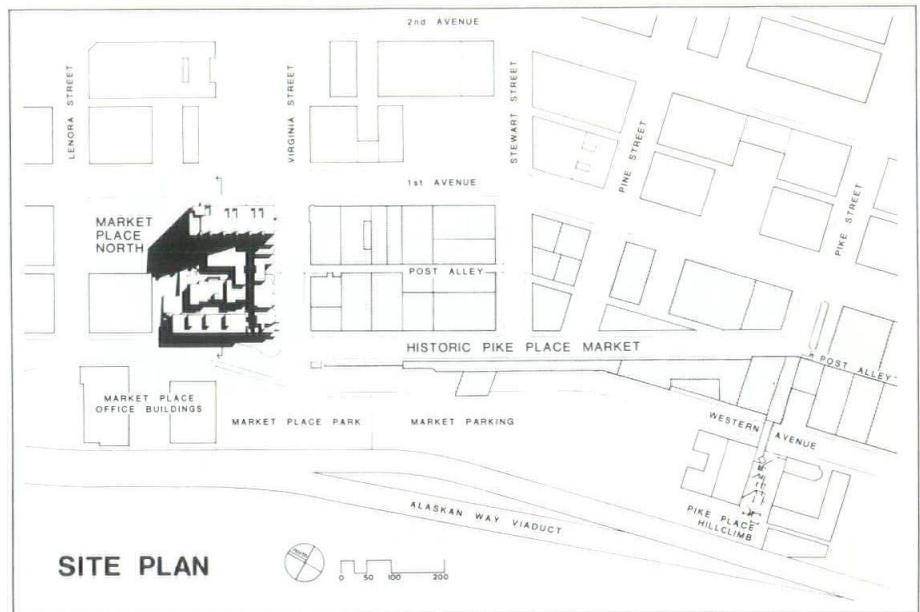 2nd AVENUE
LENORA STREET
VIRGINIA STREET
STEWART STREET
PINE STREET
PIKE STREET
1st AVENUE
MARKET
PLACE
NORTH
POST ALLEY
HISTORIC PIKE PLACE MARKET
POST ALLEY
MARKET PLACE
OFFICE BUILDINGS
MARKET PLACE PARK
MARKET PARKING
WESTERN AVENUE
PIKE PLACE
HILLCLIMB
ALASKAN WAY VIADUCT
SITE PLAN
North
0 50 100 200